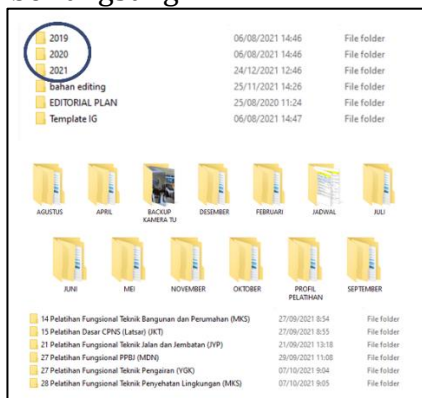 2019 06/08/2021 14:46 File folder
2020 06/08/2021 14:46 File folder
2021 24/12/2021 12:46 File folder
bahan editing 25/11/2021 14:26 File folder
EDITORIAL PLAN 25/08/2020 11:24 File folder
Template IG 06/08/2021 14:47 File folder
AGUSTUS APRIL BACKUP KAMERA TU DESEMBER FEBRUARI JADWAL JULI
JUNI MEI NOVEMBER OKTOBER PROFIL PELATIHAN SEPTEMBER
14 Pelatihan Fungsional Teknik Bangunan dan Perumahan (MKS) 27/09/2021 8:54 File folder
15 Pelatihan Dasar CPNS (Latsar) (JKT) 27/09/2021 8:55 File folder
21 Pelatihan Fungsional Teknik Jalan dan Jembatan (JYP) 21/09/2021 13:18 File folder
27 Pelatihan Fungsional PPBJ (MDN) 29/09/2021 11:08 File folder
27 Pelatihan Fungsional Teknik Pengairan (YGK) 07/10/2021 9:04 File folder
28 Pelatihan Fungsional Teknik Penyehatan Lingkungan (MKS) 07/10/2021 9:05 File folder